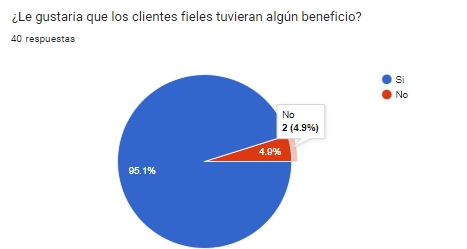 ¿Le gustaria que los clientes fieles tuvieran algún beneficio?
40 respuestas
Si
No
No
2 (4.9%)
4.9%
95.1%